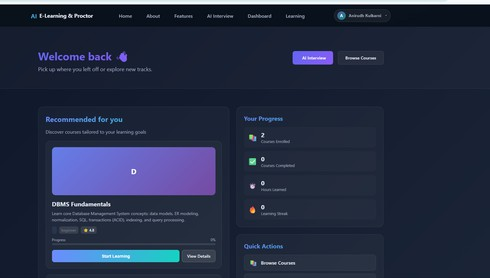 AI E-Learning & Proctor
Home
About
Features
AI Interview
Dashboard
Learning
A
Anirudh Kulkarni
Welcome back
Pick up where you left off or explore new tracks.
AI Interview
Browse Courses
Recommended for you
Discover courses tailored to your learning goals
D
DBMS Fundamentals
Learn core Database Management System concepts: data models, ER modeling,
normalization, SQL, transactions (ACID), indexing, and query processing.
4.8
Progress
0%
Start Learning
View Details
Your Progress
2
Courses Enrolled
0
Courses Completed
0
Hours Learned
0
Learning Streak
Quick Actions
Browse Courses